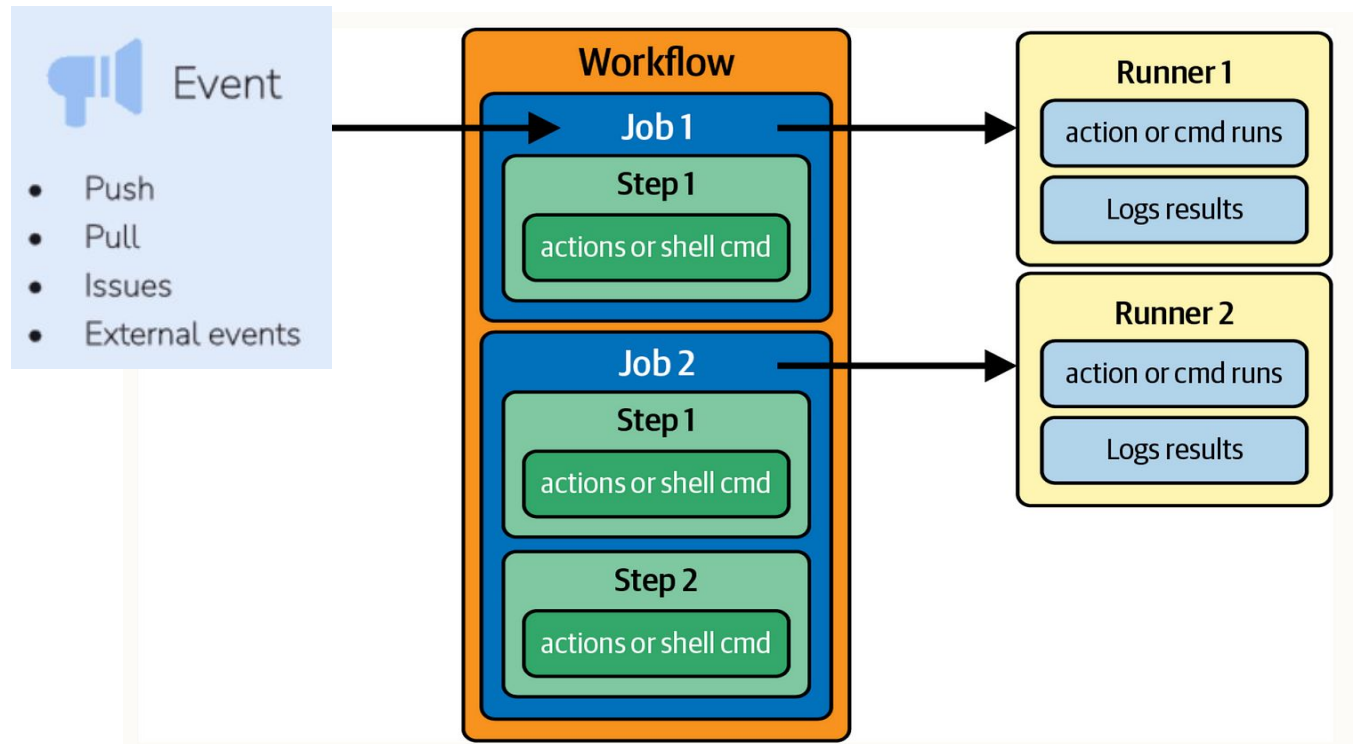 Event
• Push
• Pull
• Issues
• External events
Workflow
Job 1
Step 1
actions or shell cmd
Job 2
Step 1
actions or shell cmd
Step 2
actions or shell cmd
Runner 1
action or cmd runs
Logs results
Runner 2
action or cmd runs
Logs results